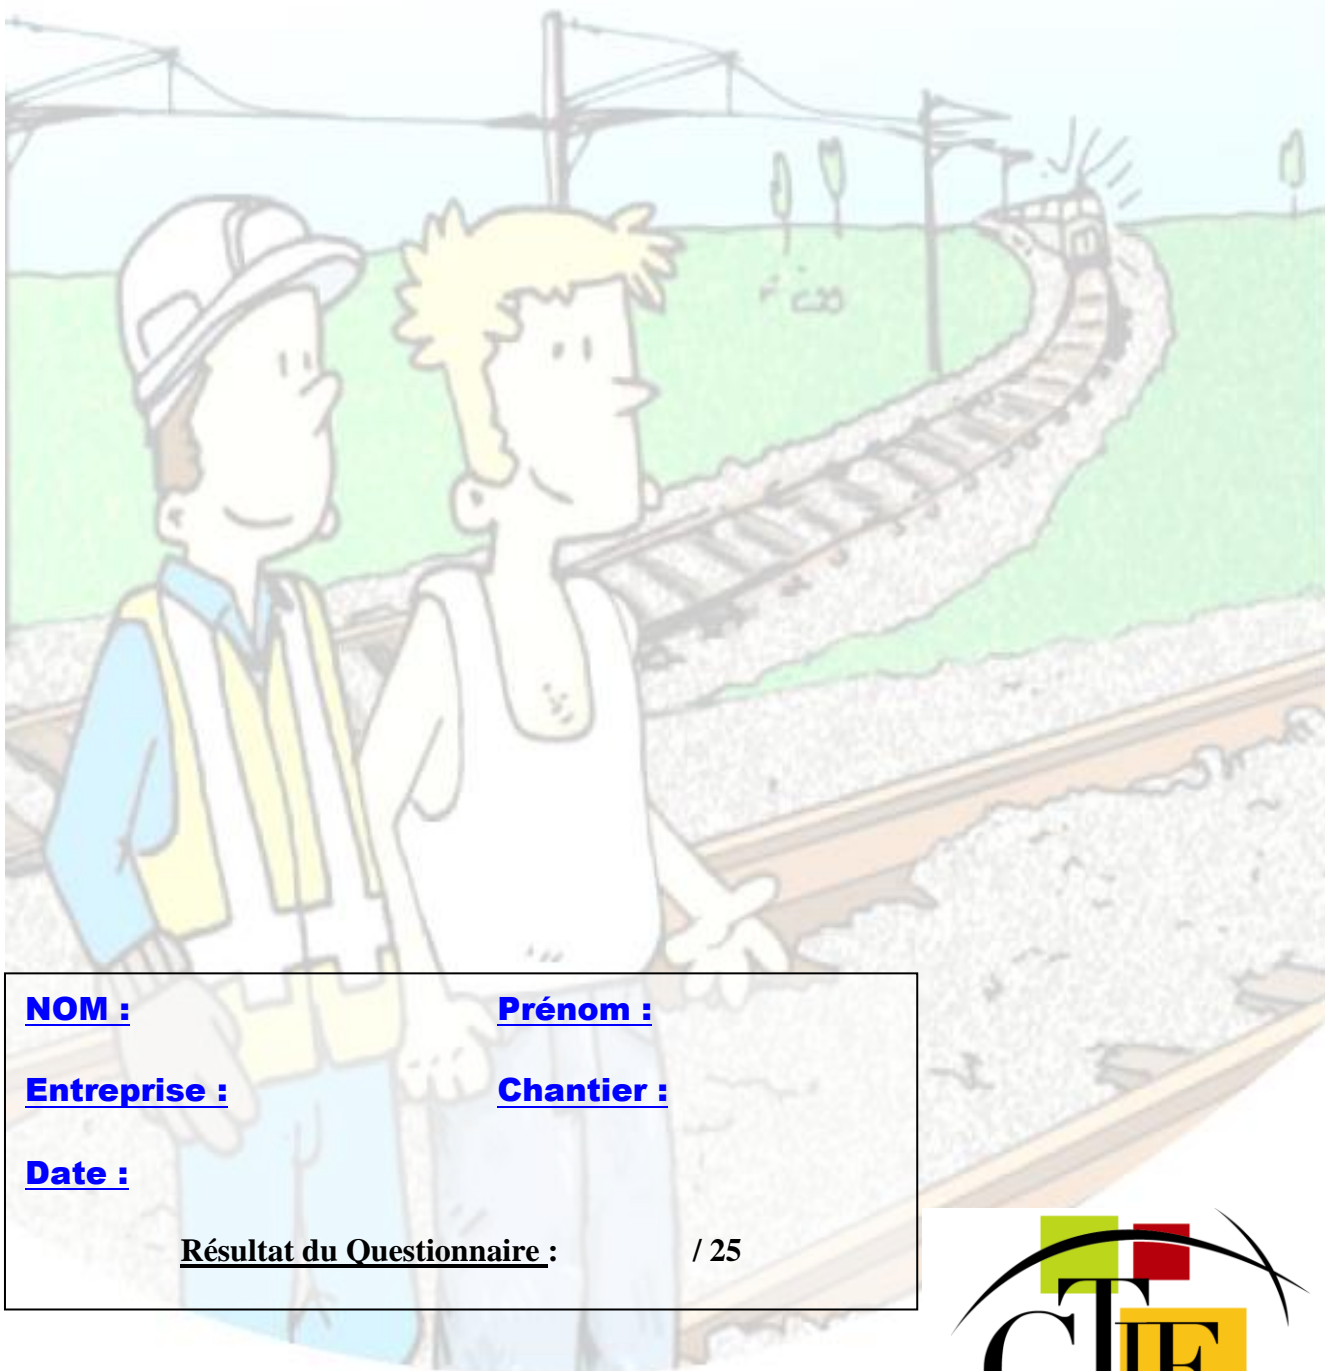 NOM : Prénom :
Entreprise : Chantier :
Date :
Résultat du Questionnaire : / 25